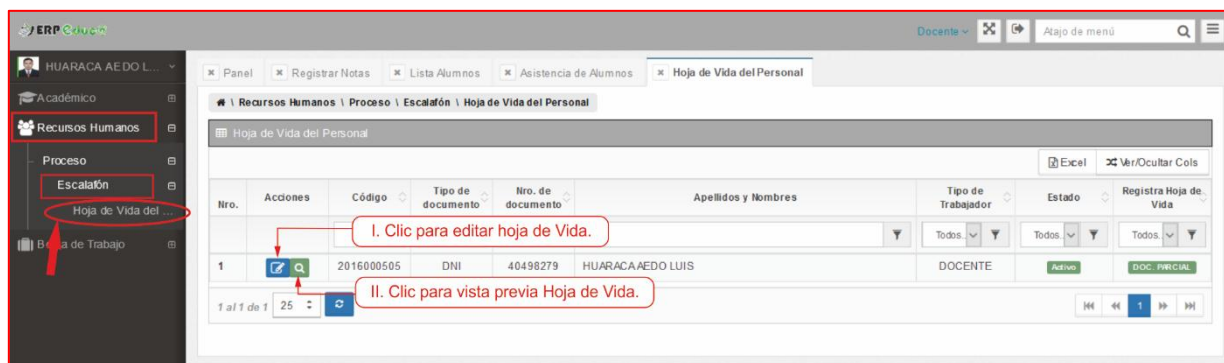 ERP Educa
Docente
Atajo de menú
HUARACA AEDO L...
Académico
Recursos Humanos
Proceso
Escalafón
Hoja de Vida del ...
de Trabajo
Panel
Registrar Notas
Lista Alumnos
Asistencia de Alumnos
Hoja de Vida del Personal
\ Recursos Humanos \ Proceso \ Escalafón \ Hoja de Vida del Personal
Hoja de Vida del Personal
Excel
Ver/Ocultar Cols
Nro.
Acciones
Código
Tipo de documento
Nro. de documento
Apellidos y Nombres
Tipo de Trabajador
Estado
Registra Hoja de Vida
I. Clic para editar hoja de Vida.
Todos..
Todos..
Todos..
1
2016000505
DNI
40498279
HUARACA AEDO LUIS
DOCENTE
Activo
DOC. PARCIAL
II. Clic para vista previa Hoja de Vida.
1 al 1 de 1
25
1